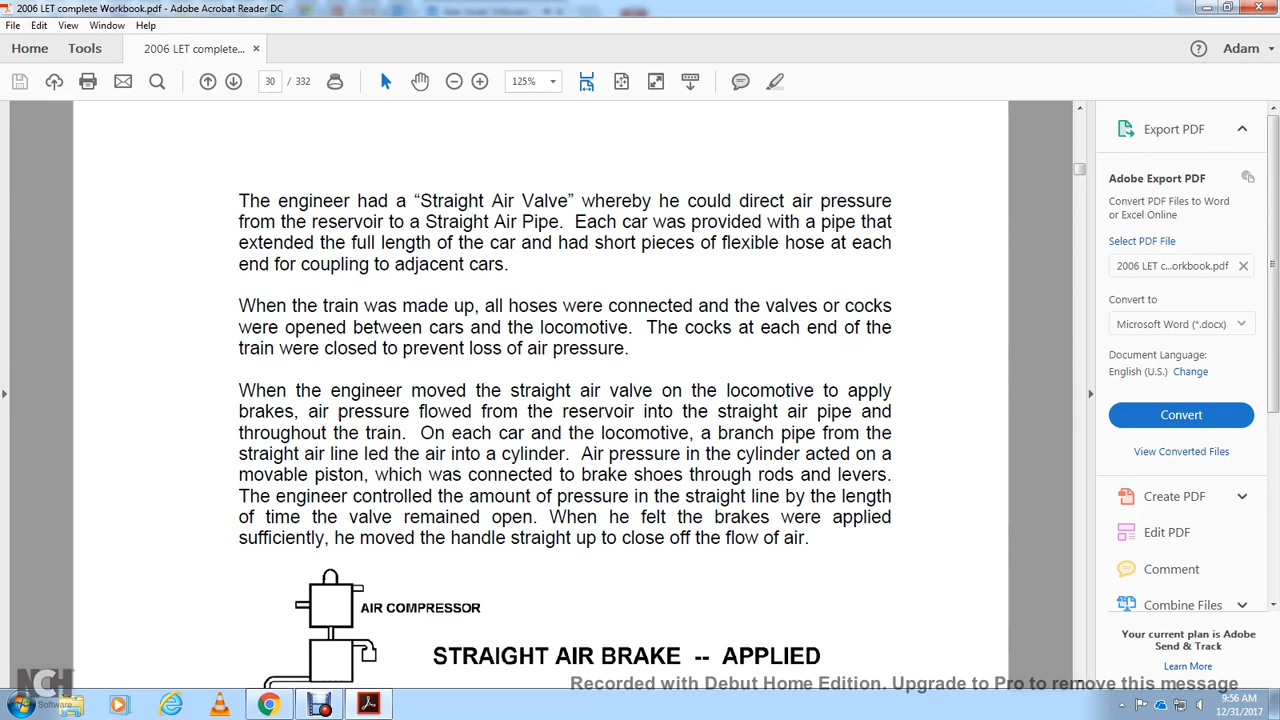 2006 LET complete Workbook.pdf - Adobe Acrobat Reader DC
File Edit View Window Help
Home Tools 2006 LET complete... × Adam
30 / 332 125%
The engineer had a “Straight Air Valve” whereby he could direct air pressure
from the reservoir to a Straight Air Pipe. Each car was provided with a pipe that
extended the full length of the car and had short pieces of flexible hose at each
end for coupling to adjacent cars.
When the train was made up, all hoses were connected and the valves or cocks
were opened between cars and the locomotive. The cocks at each end of the
train were closed to prevent loss of air pressure.
When the engineer moved the straight air valve on the locomotive to apply
brakes, air pressure flowed from the reservoir into the straight air pipe and
throughout the train. On each car and the locomotive, a branch pipe from the
straight air line led the air into a cylinder. Air pressure in the cylinder acted on a
movable piston, which was connected to brake shoes through rods and levers.
The engineer controlled the amount of pressure in the straight line by the length
of time the valve remained open. When he felt the brakes were applied
sufficiently, he moved the handle straight up to close off the flow of air.
AIR COMPRESSOR
STRAIGHT AIR BRAKE -- APPLIED
Export PDF
Adobe Export PDF
Convert PDF Files to Word
or Excel Online
Select PDF File
2006 LET c...orkbook.pdf
Convert to
Microsoft Word (*.docx)
Document Language:
English (U.S.) Change
Convert
View Converted Files
Create PDF
Edit PDF
Comment
Combine Files
Your current plan is Adobe
Send & Track
Learn More
NCH
Software
Recorded with Debut Home Edition. Upgrade to Pro to remove this message
9:56 AM
12/31/2017